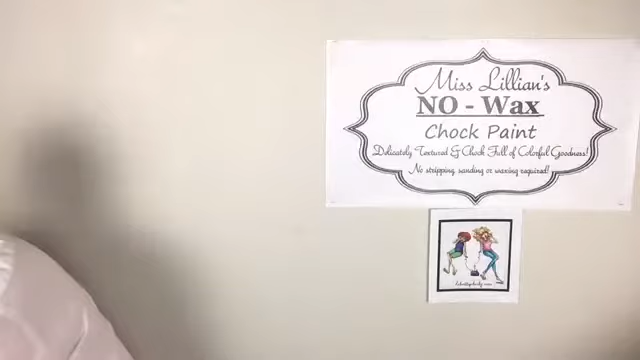 Miss Lillian's
NO - Wax
Chock Paint
Delicately Textured & Chock Full of Colorful Goodness!
No stripping sanding or waxing required!